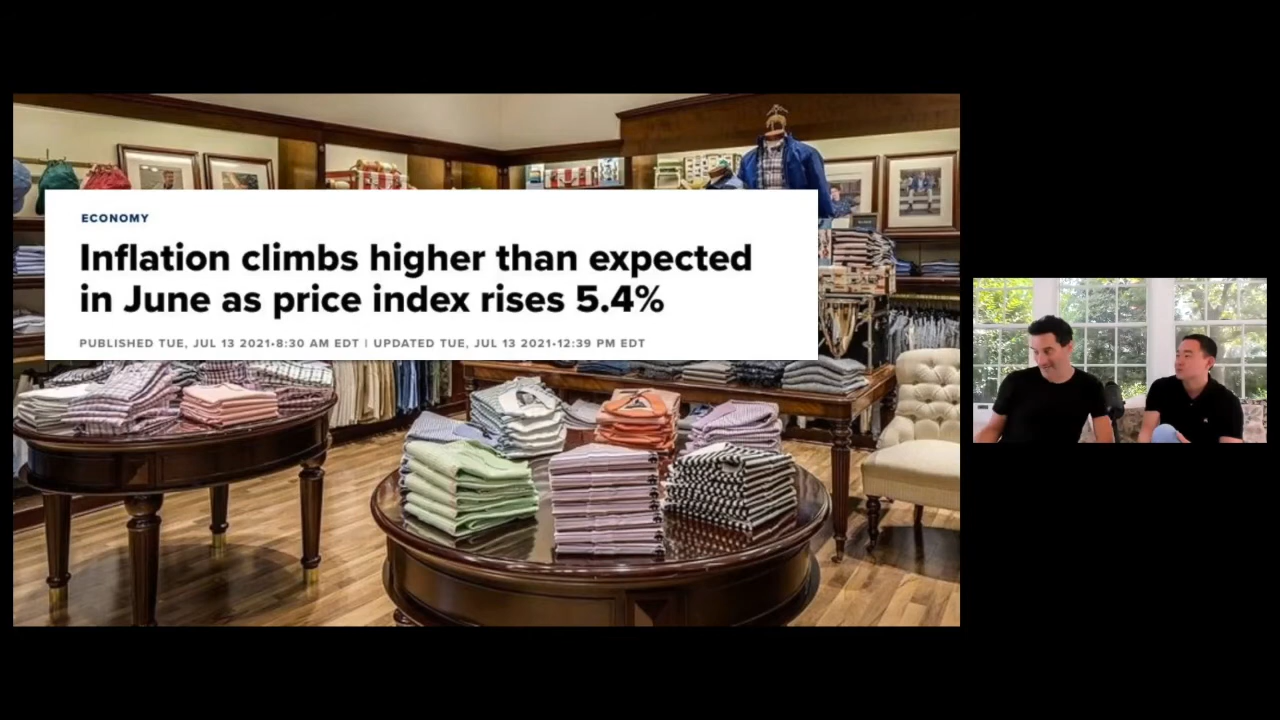 ECONOMY
Inflation climbs higher than expected
in June as price index rises 5.4%
PUBLISHED TUE, JUL 13 2021•8:30 AM EDT | UPDATED TUE, JUL 13 2021•12:39 PM EDT